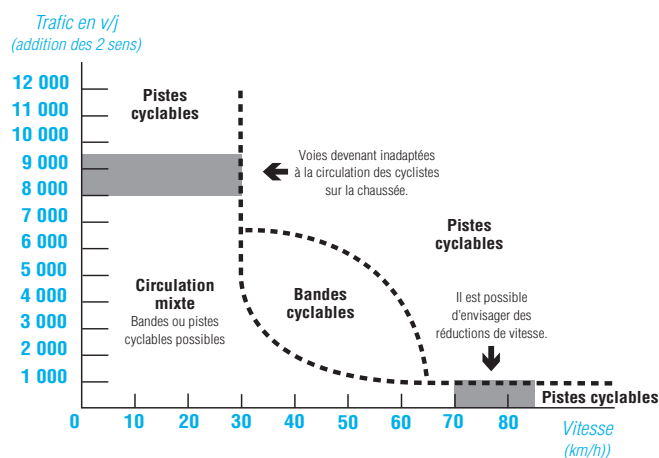 Trafic en v/j
(addition des 2 sens)
12 000
11 000
10 000
9 000
8 000
7 000
6 000
5 000
4 000
3 000
2 000
1 000
Pistes
cyclables
Voies devenant inadaptées
à la circulation des cyclistes
sur la chaussée.
Pistes
cyclables
Circulation
mixte
Bandes ou pistes
cyclables possibles
Bandes
cyclables
Il est possible
d'envisager des
réductions de vitesse.
Pistes cyclables
0 10 20 30 40 50 60 70 80
Vitesse
(km/h))